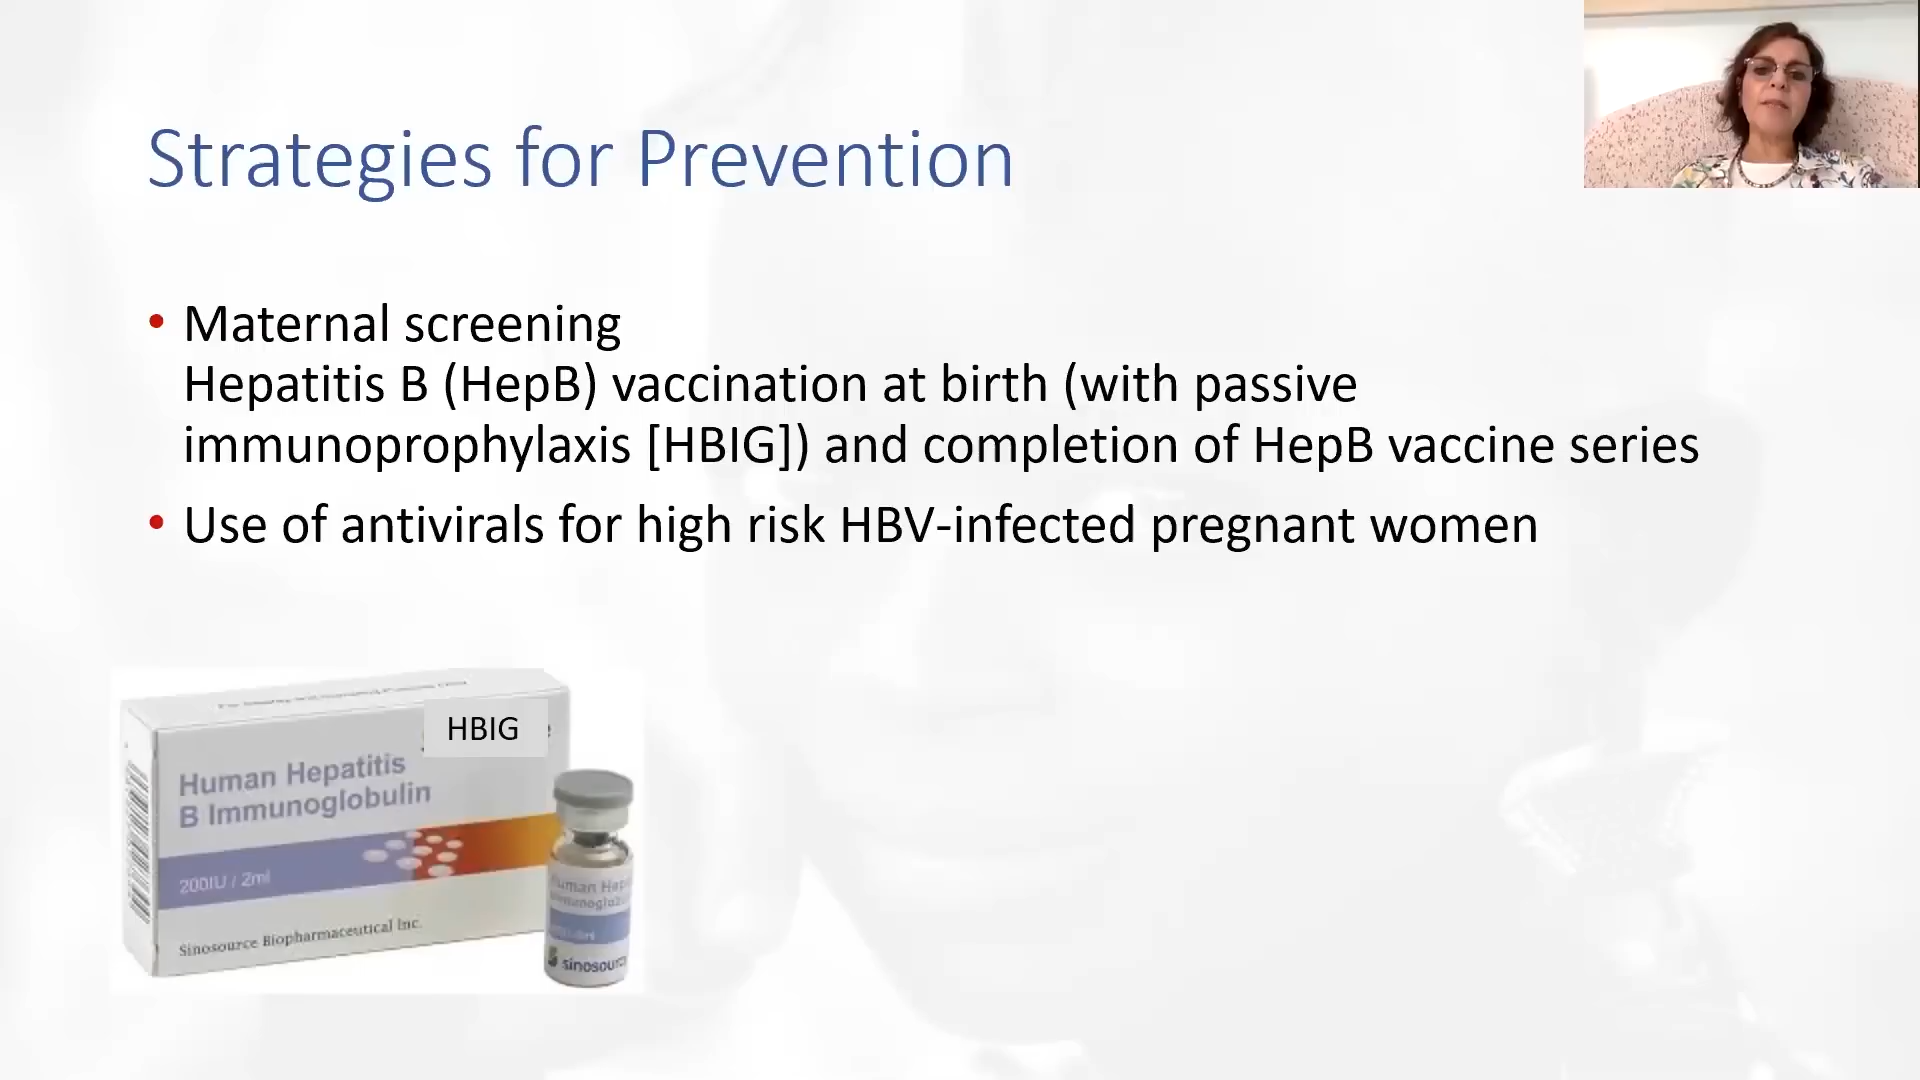 Strategies for Prevention
• Maternal screening
Hepatitis B (HepB) vaccination at birth (with passive
immunoprophylaxis [HBIG]) and completion of HepB vaccine series
• Use of antivirals for high risk HBV-infected pregnant women
HBIG
Human Hepatitis
B Immunoglobulin
200IU / 2ml
Sinosource Biopharmaceutical Inc.
Human Hep
sinosourc